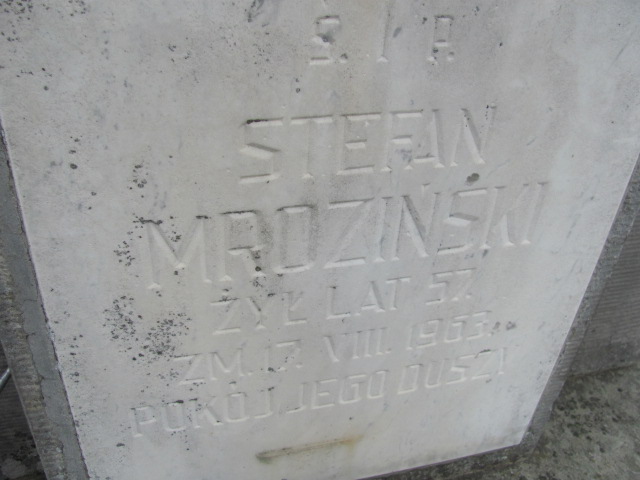 Ś. I P.
STEFAN
MROZIŃSKI
ŻYŁ LAT 57.
ZM. 17. VIII. 1963.
POKÓJ JEGO DUSZY